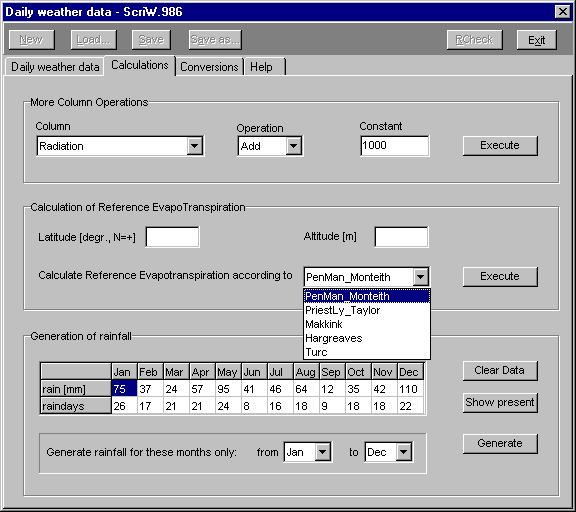 Daily weather data - ScriW.986
New Load... Save Save as... RCheck Exit
Daily weather data Calculations Conversions Help
More Column Operations
Column Operation Constant
Radiation Add 1000 Execute
Calculation of Reference EvapoTranspiration
Latitude [degr., N=+] Altitude [m]
Calculate Reference Evapotranspiration according to PenMan_Monteith Execute
PenMan_Monteith
PriestLy_Taylor
Makkink
Hargreaves
Turc
Generation of rainfall
Jan Feb Mar Apr May Jun Jul Aug Sep Oct Nov Dec Clear Data
rain [mm] 75 37 24 57 95 41 46 64 12 35 42 110
raindays 26 17 21 21 24 8 16 18 9 18 18 22 Show present
Generate rainfall for these months only: from Jan to Dec Generate